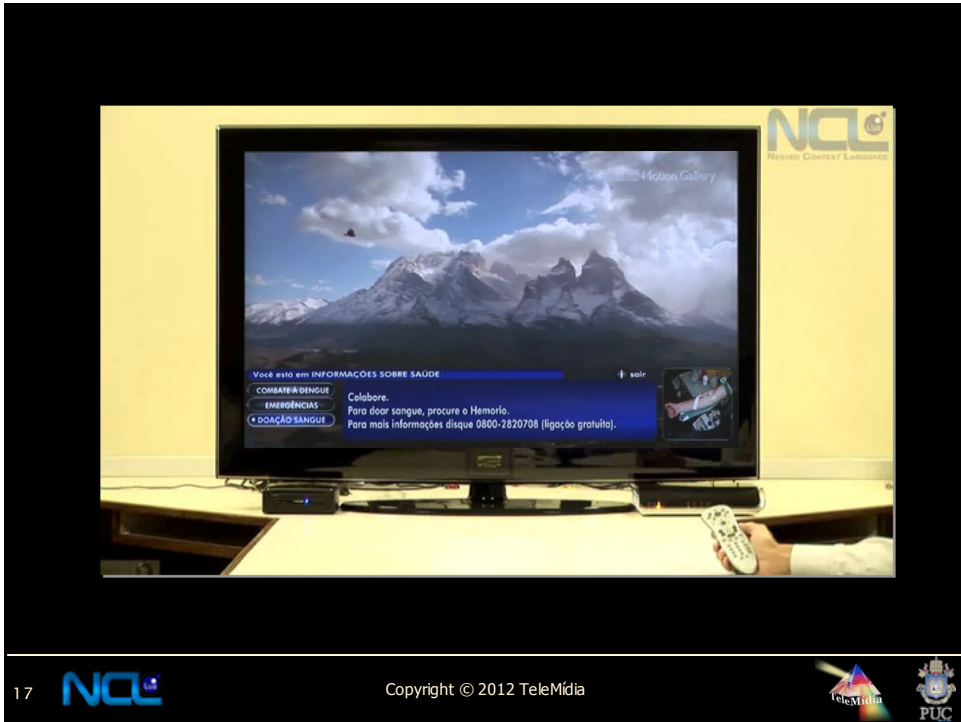 NCL
Lua
NESTED CONTEXT LANGUAGE
Motion Gallery
Você está em INFORMAÇÕES SOBRE SAÚDE
sair
COMBATE À DENGUE
EMERGÊNCIAS
• DOAÇÃO SANGUE
Colabore.
Para doar sangue, procure o Hemorio.
Para mais informações disque 0800-2820708 (ligação gratuita).
17
NCL
Lua
Copyright © 2012 TeleMídia
TeleMídia
PUC